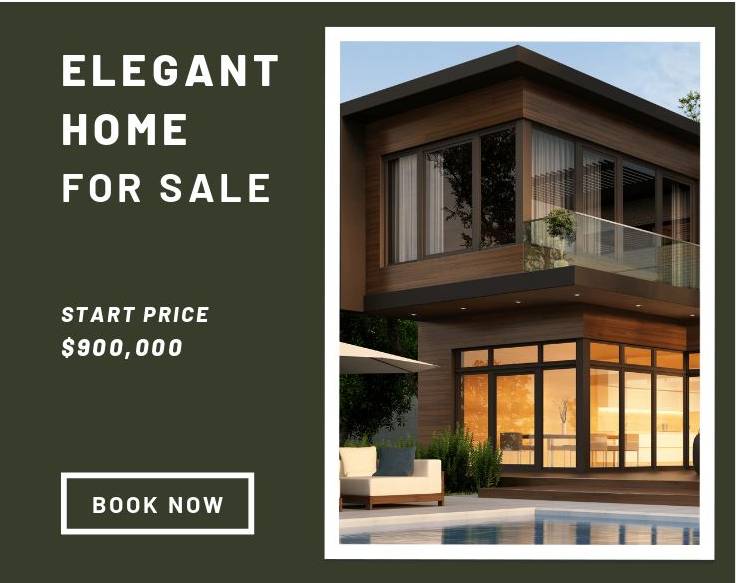 ELEGANT
HOME
FOR SALE
START PRICE
$900,000
BOOK NOW